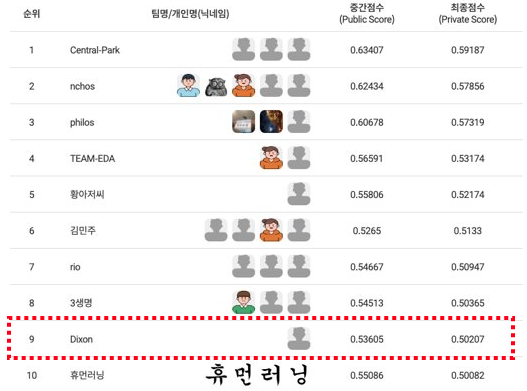 순위 팀명/개인명(닉네임) 중간점수 최종점수
(Public Score) (Private Score)
1 Central-Park 0.63407 0.59187
2 nchos 0.62434 0.57856
3 philos 0.60678 0.57319
4 TEAM-EDA 0.56591 0.53174
5 황아저씨 0.55806 0.52174
6 김민주 0.5265 0.5133
7 rio 0.54667 0.50947
8 3생명 0.54513 0.50365
9 Dixon 0.53605 0.50207
10 휴먼러닝 휴먼러닝 0.55086 0.50082